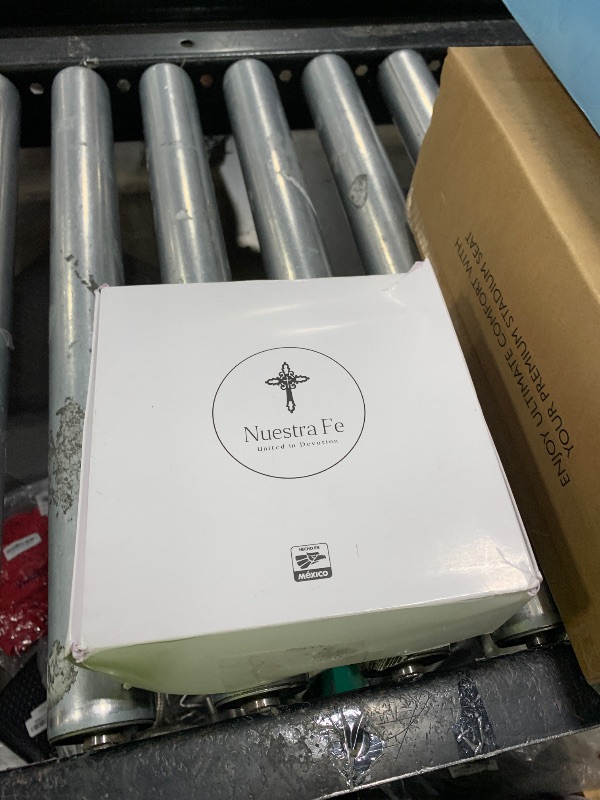 Nuestra Fe
United in Devotion
HECHO EN
MÉXICO
ENJOY ULTIMATE COMFORT WITH
YOUR PREMIUM STADIUM SEAT